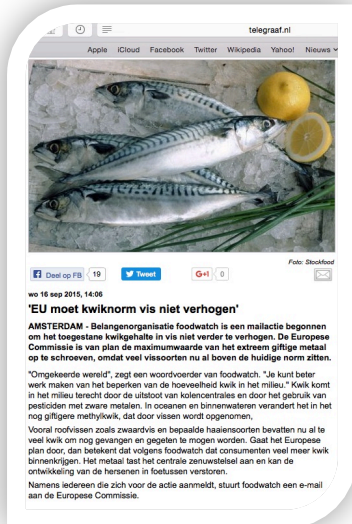 telegraaf.nl
Apple iCloud Facebook Twitter Wikipedia Yahoo! Nieuws
Foto: Stockfood
Deel op FB 19 Tweet G+1 0
wo 16 sep 2015, 14:06
'EU moet kwiknorm vis niet verhogen'
AMSTERDAM - Belangenorganisatie foodwatch is een mailactie begonnen
om het toegestane kwikgehalte in vis niet verder te verhogen. De Europese
Commissie is van plan de maximumwaarde van het extreem giftige metaal
op te schroeven, omdat veel vissoorten nu al boven de huidige norm zitten.
"Omgekeerde wereld", zegt een woordvoerder van foodwatch. "Je kunt beter
werk maken van het beperken van de hoeveelheid kwik in het milieu." Kwik komt
in het milieu terecht door de uitstoot van kolencentrales en door het gebruik van
pesticiden met zware metalen. In oceanen en binnenwateren verandert het in het
nog giftigere methylkwik, dat door vissen wordt opgenomen,
Vooral roofvissen zoals zwaardvis en bepaalde haaiensoorten bevatten nu al te
veel kwik om nog gevangen en gegeten te mogen worden. Gaat het Europese
plan door, dan betekent dat volgens foodwatch dat consumenten veel meer kwik
binnenkrijgen. Het metaal tast het centrale zenuwstelsel aan en kan de
ontwikkeling van de hersenen in foetussen verstoren.
Namens iedereen die zich voor de actie aanmeldt, stuurt foodwatch een e-mail
aan de Europese Commissie.